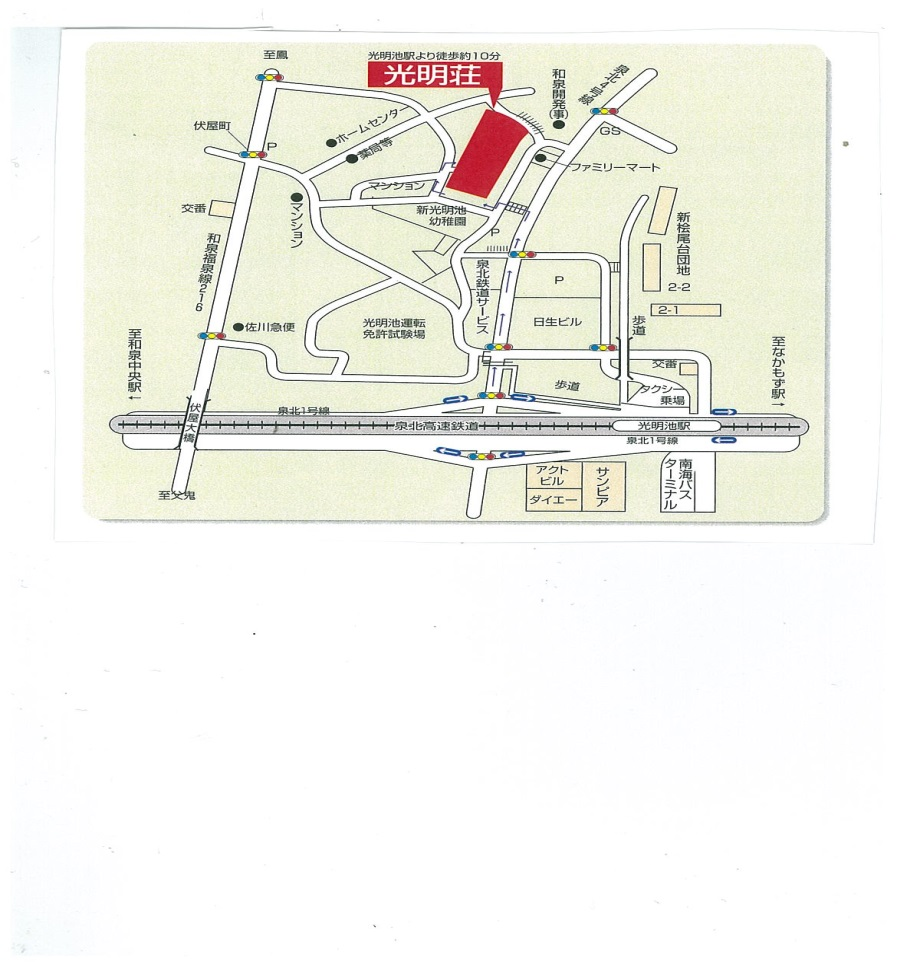 至鳳
光明池駅より徒歩約10分
光明荘
和泉開発(事)
泉北4号線
GS
伏屋町
P
ホームセンター
薬局等
ファミリーマート
マンション
マンション
交番
新光明池
幼稚園
P
新桧尾台団地
2-2
2-1
和泉福泉線216
泉北鉄道サービス
P
佐川急便
光明池運転
免許試験場
日生ビル
歩道
至和泉中央駅
←
至なかもず駅
→
交番
歩道
タクシー
乗場
伏屋大橋
泉北1号線
泉北高速鉄道
光明池駅
泉北1号線
至父鬼
アクト
ビル
ダイエー
サンピア
南海バス
ターミナル